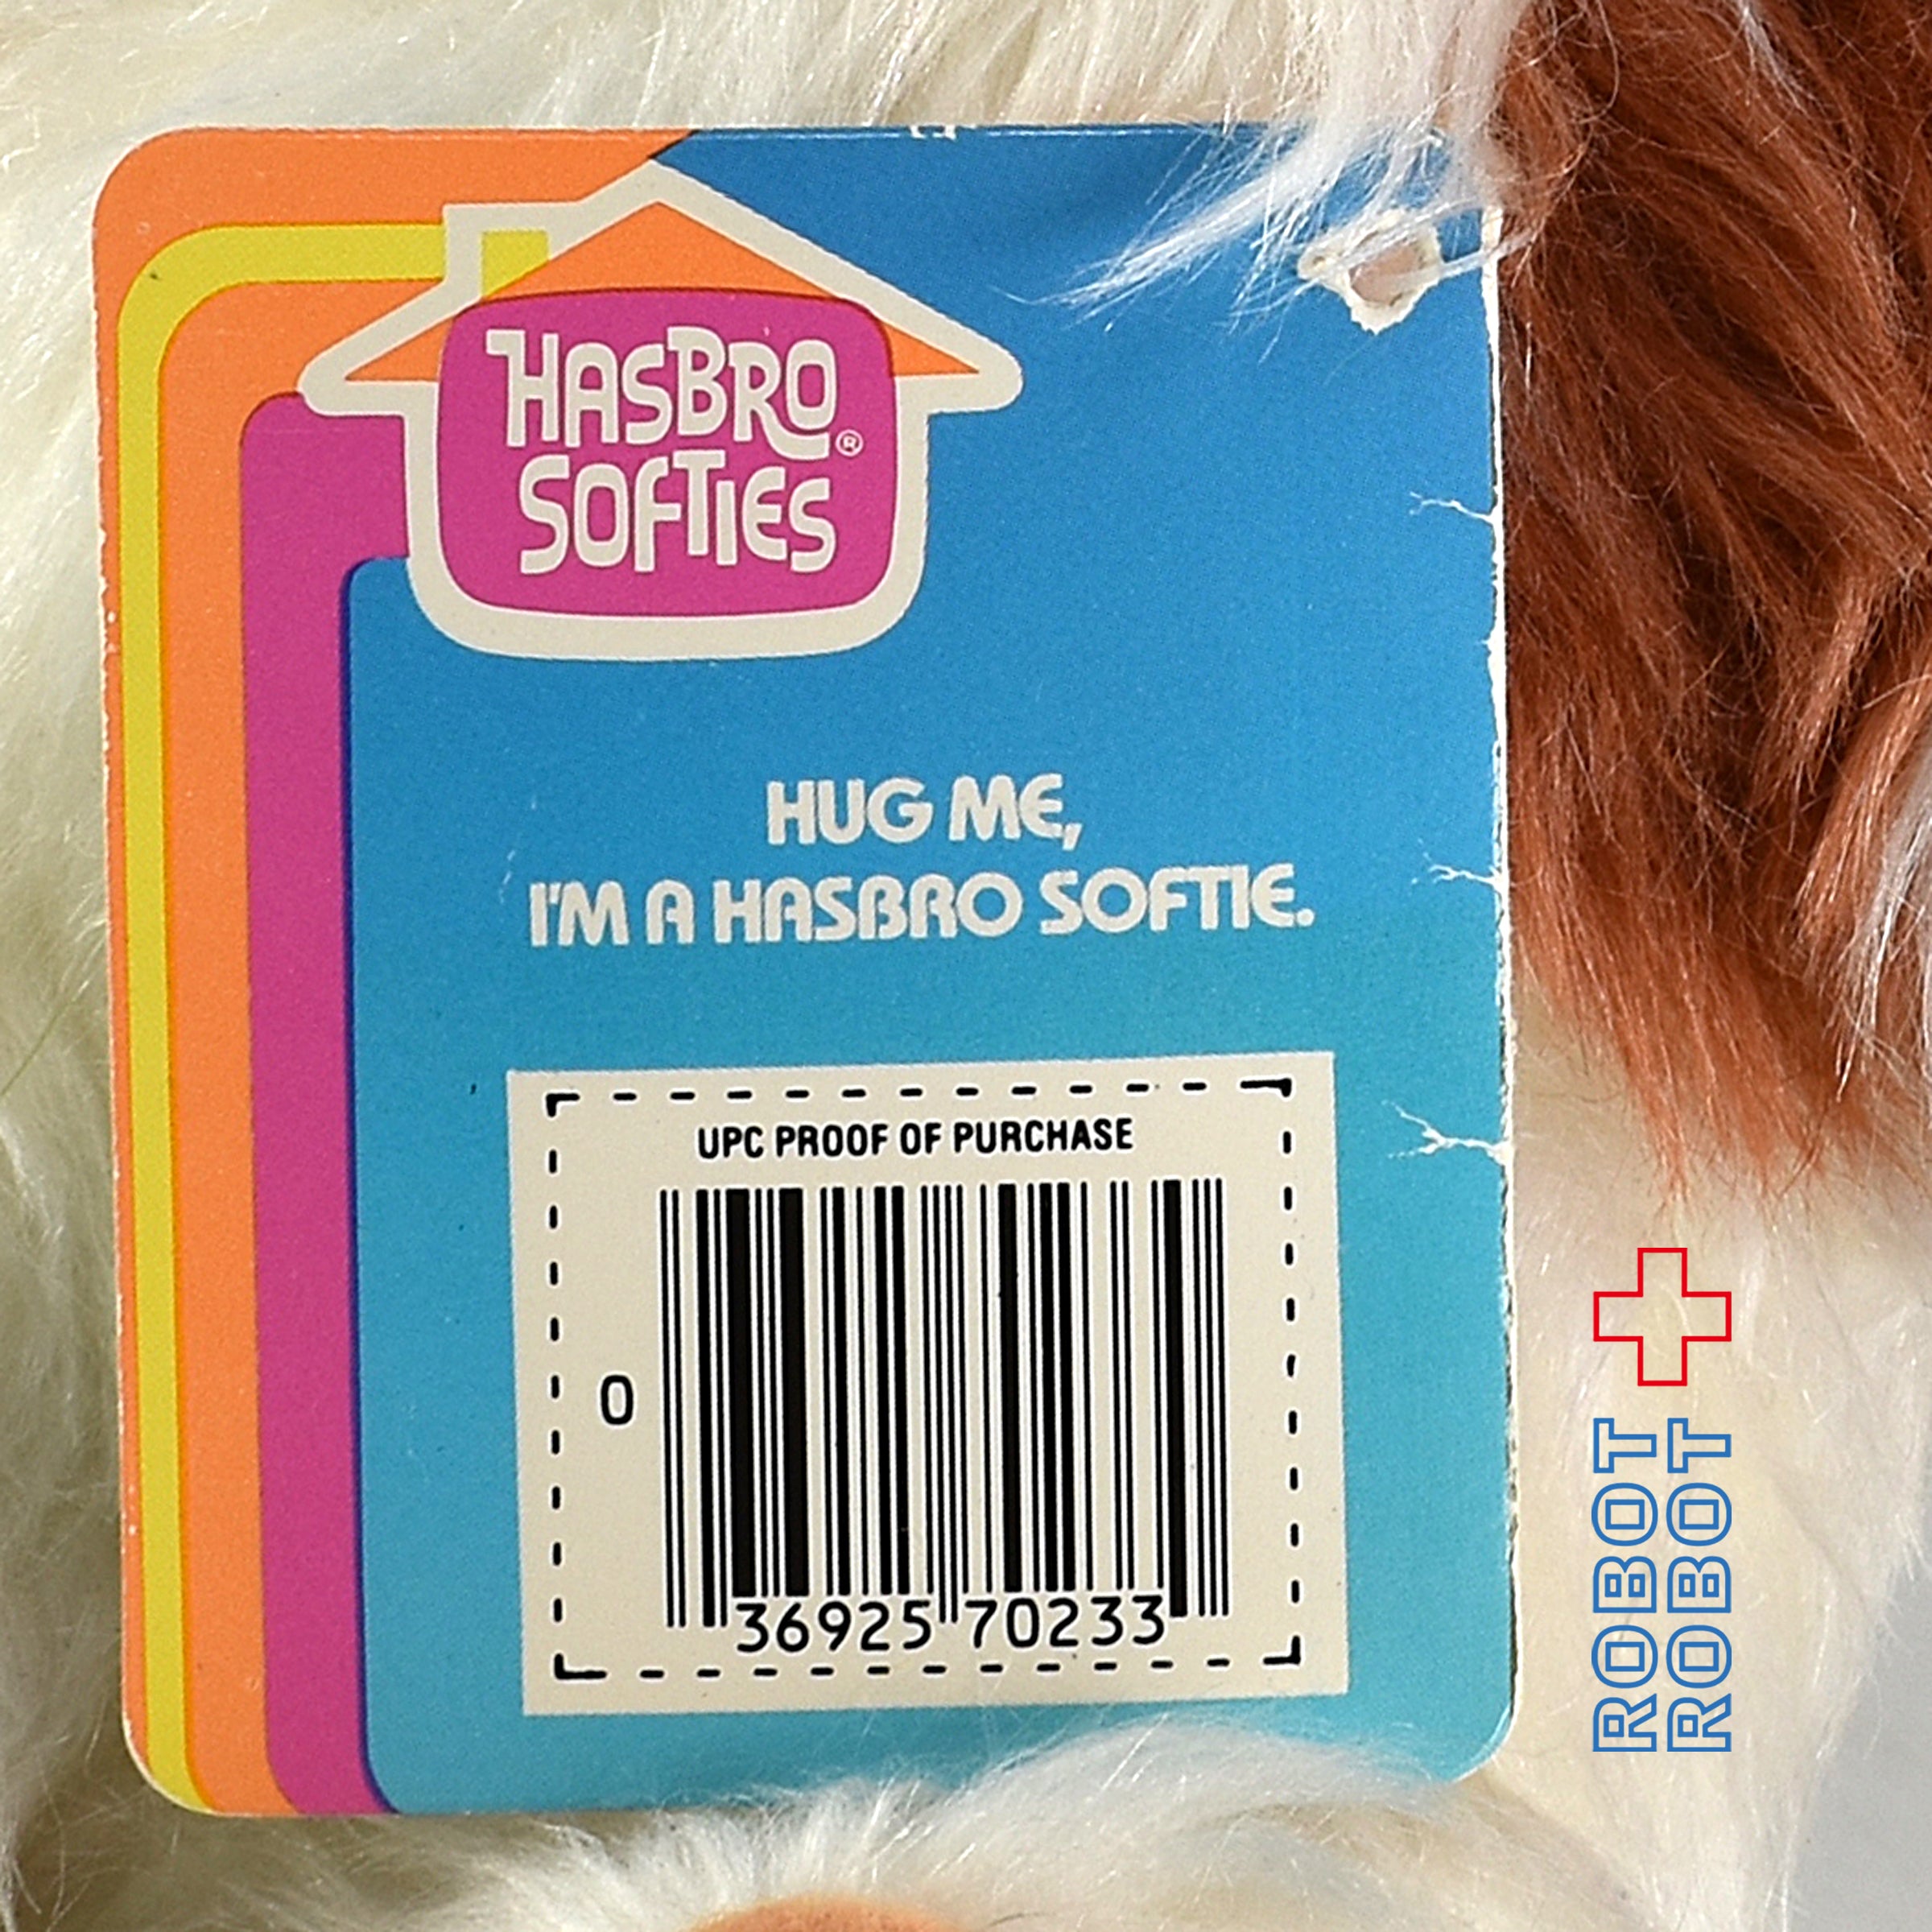 HASBRO®
SOFTIES
HUG ME,
I'M A HASBRO SOFTIE.
UPC PROOF OF PURCHASE
0
36925 70233
ROBOT
ROBOT